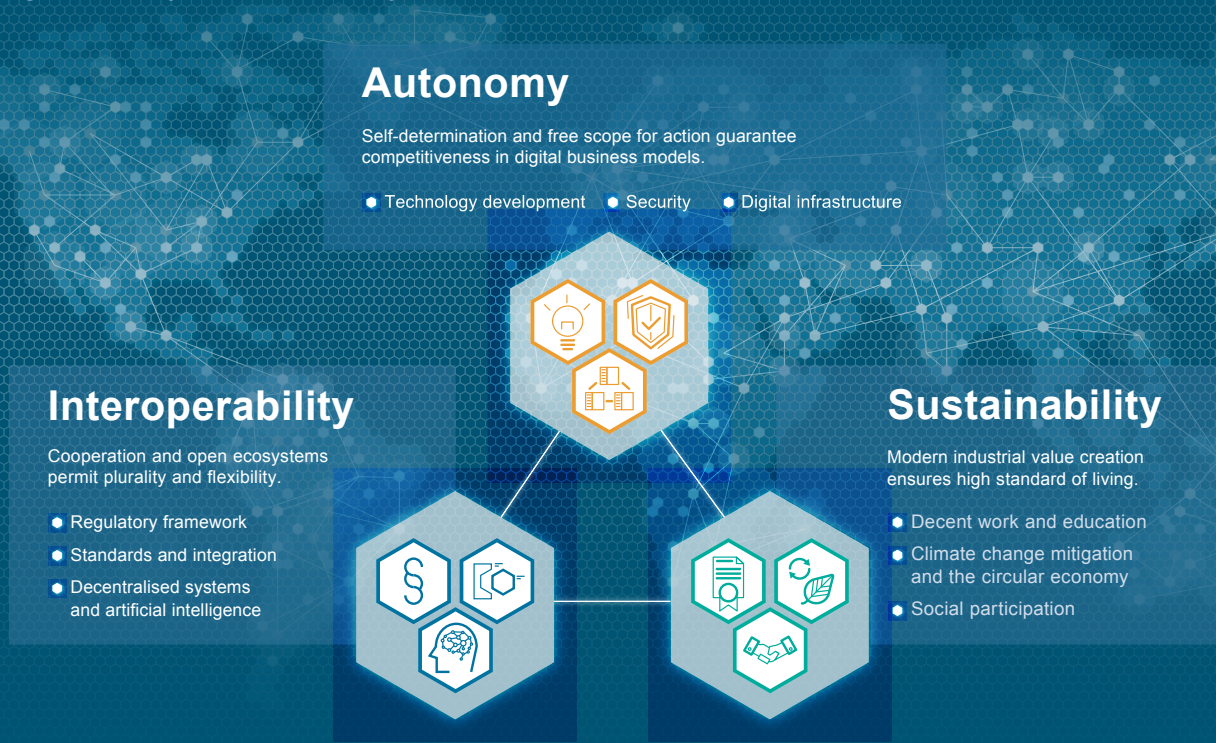 Autonomy
Self-determination and free scope for action guarantee
competitiveness in digital business models.
Technology development
Security
Digital infrastructure
Interoperability
Cooperation and open ecosystems
permit plurality and flexibility.
Regulatory framework
Standards and integration
Decentralised systems
and artificial intelligence
Sustainability
Modern industrial value creation
ensures high standard of living.
Decent work and education
Climate change mitigation
and the circular economy
Social participation
§